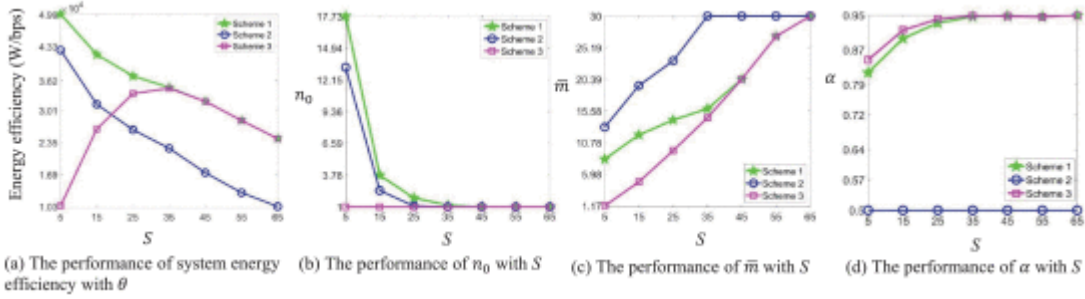 ×10⁴
4.99
4.33
3.62
3.01
2.38
1.69
1.03
5 15 25 35 45 55 65
Energy efficiency (W/bps)
S
Scheme 1
Scheme 2
Scheme 3
(a) The performance of system energy
efficiency with θ
17.73
14.94
12.15
9.36
6.59
3.78
1
5 15 25 35 45 55 65
n₀
S
Scheme 1
Scheme 2
Scheme 3
(b) The performance of n₀ with S
30
25.19
20.39
15.58
10.78
5.98
1.17
5 15 25 35 45 55 65
m̄
S
Scheme 1
Scheme 2
Scheme 3
(c) The performance of m̄ with S
0.95
0.87
0.79
0.72
0.64
0.57
0.5
5 15 25 35 45 55 65
α
S
Scheme 1
Scheme 2
Scheme 3
(d) The performance of α with S